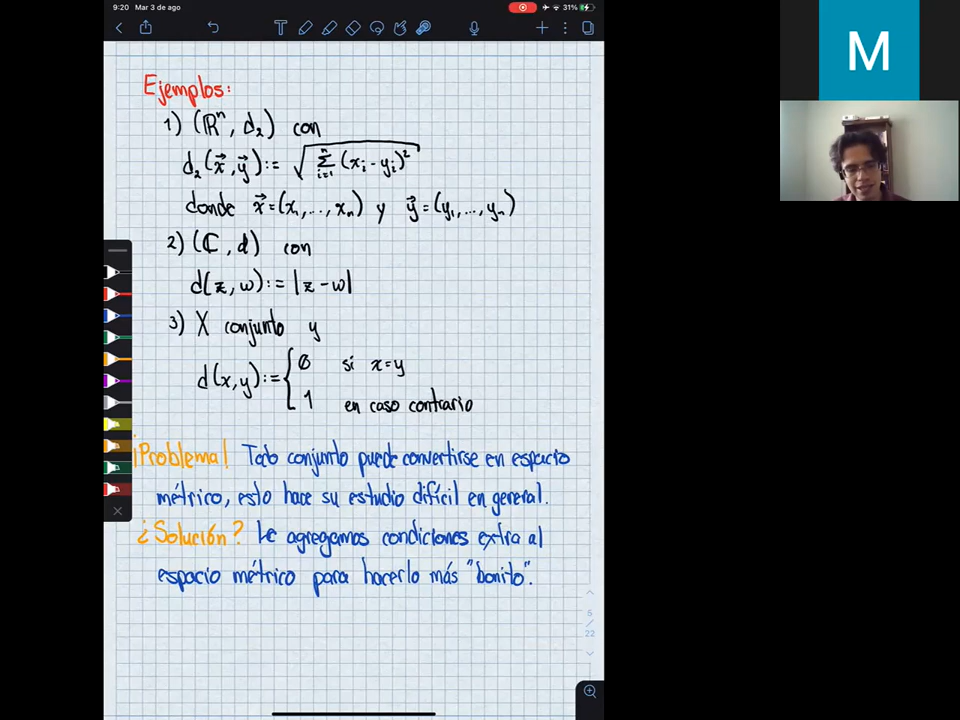 9:20 Mar 3 de ago
31%
M
Ejemplos:
1) (ℝⁿ, d₂) con
d₂(x⃗, y⃗) := √(∑ᵢ₌₁ⁿ (xᵢ - yᵢ)²)
donde x⃗ = (x₁, ..., xₙ) y y⃗ = (y₁, ..., yₙ)
2) (ℂ, d) con
d(z, w) := |z - w|
3) X conjunto y
d(x, y) := { 0 si x = y
1 en caso contrario
¡Problema! Todo conjunto puede convertirse en espacio
métrico, esto hace su estudio difícil en general.
¿Solución? Le agregamos condiciones extra al
espacio métrico para hacerlo más "bonito".
6
/
22